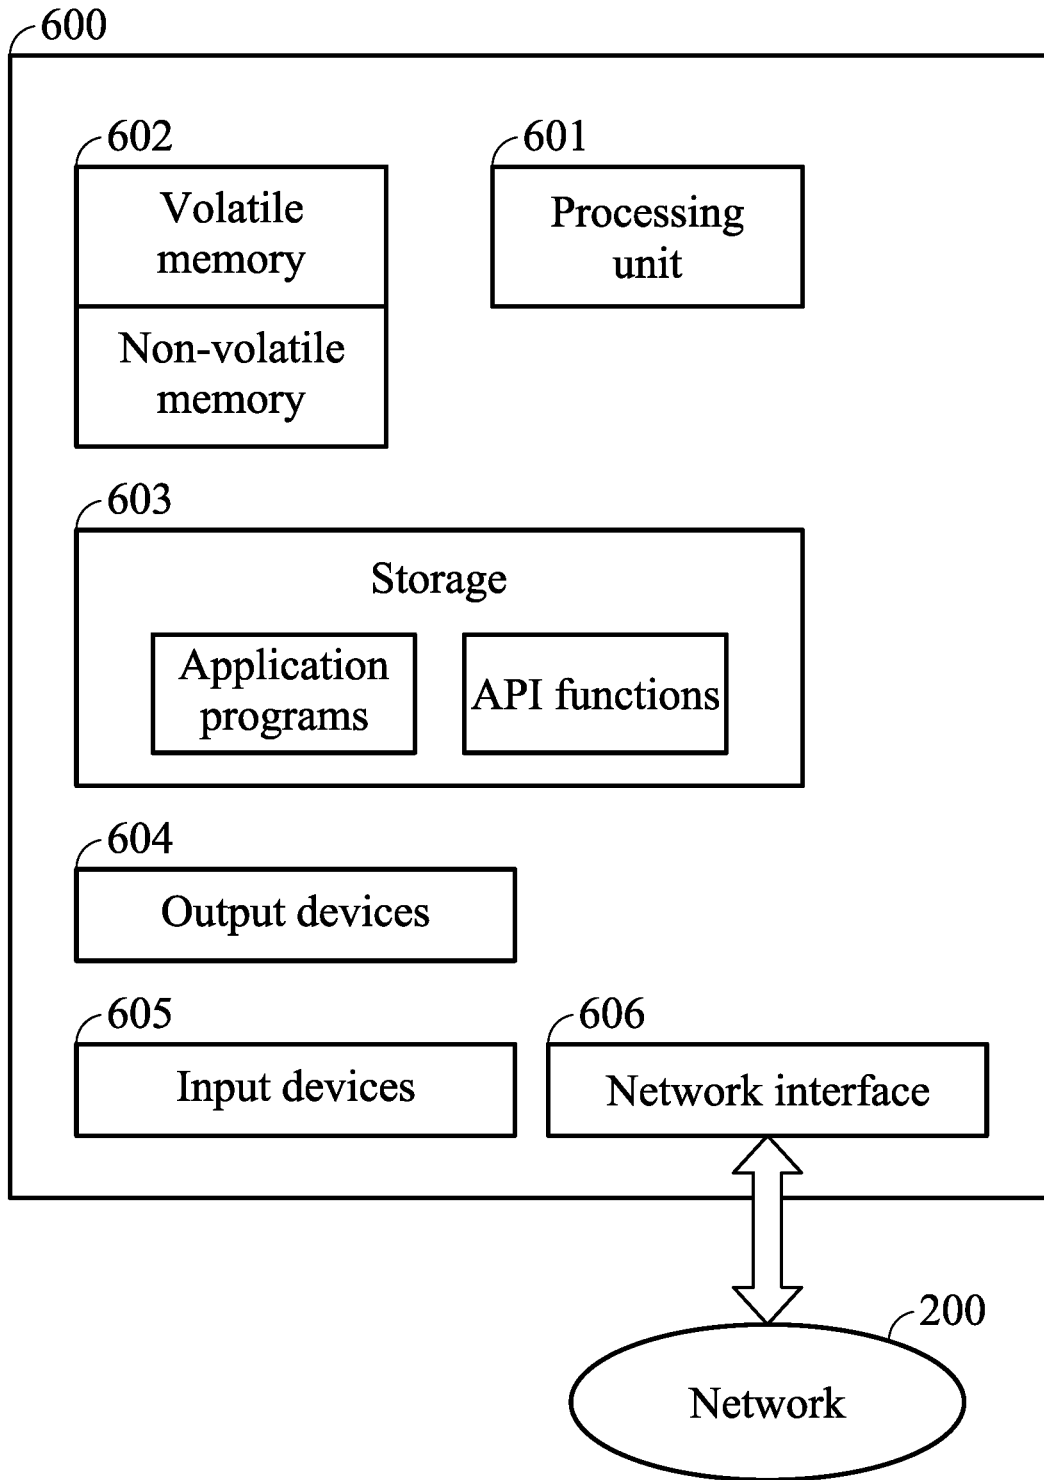 600
602
601
Volatile
memory
Processing
unit
Non-volatile
memory
603
Storage
Application
programs
API functions
604
Output devices
605
606
Input devices
Network interface
200
Network